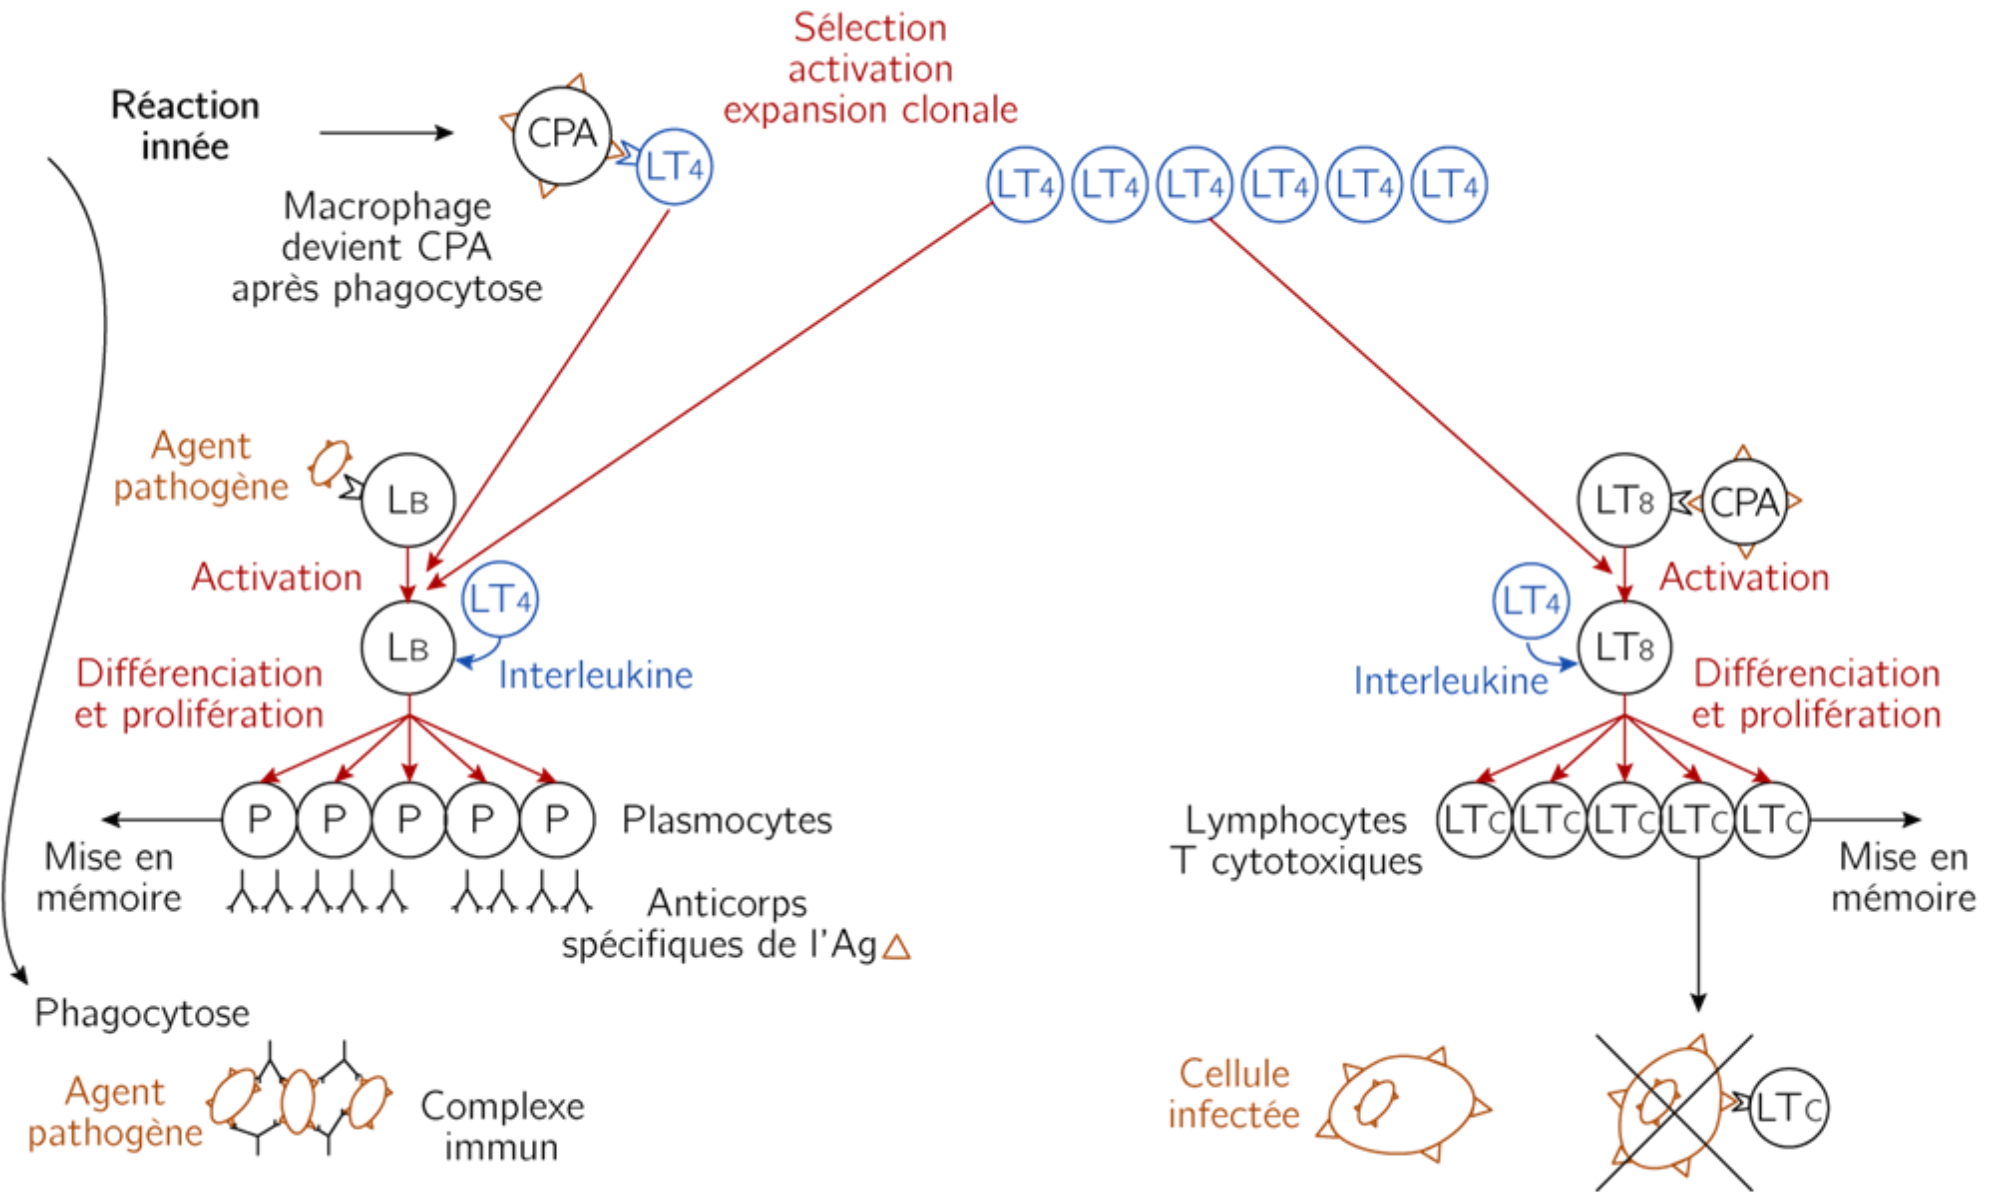 Sélection
activation
expansion clonale
Réaction
innée
CPA
LT4
LT4 LT4 LT4 LT4 LT4 LT4
Macrophage
devient CPA
après phagocytose
Agent
pathogène
LB
LT8
CPA
Activation
Activation
LT4
LT4
LB
LT8
Différenciation
et prolifération
Interleukine
Interleukine
Différenciation
et prolifération
P P P P P
Plasmocytes
Lymphocytes
T cytotoxiques
LTC LTC LTC LTC LTC
Mise en
mémoire
Mise en
mémoire
Anticorps
spécifiques de l'Ag
Phagocytose
Agent
pathogène
Complexe
immun
Cellule
infectée
LTC